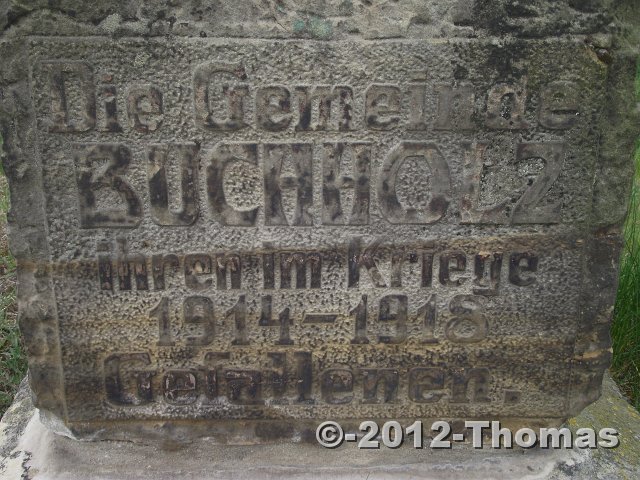 Die Gemeinde
BUCHHOLZ
ihren im Kriege
1914-1918
Gefallenen.
©-2012-Thomas